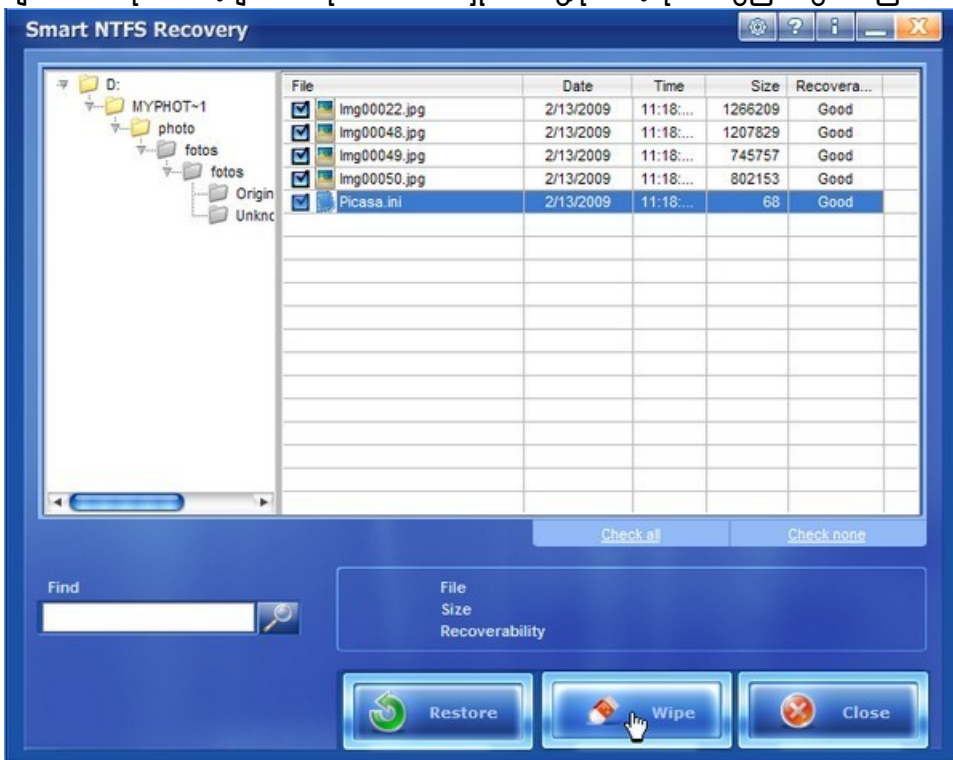 Smart NTFS Recovery
D:
MYPHOT~1
photo
fotos
fotos
Origin
Unknc
File Date Time Size Recovera...
Img00022.jpg 2/13/2009 11:18:... 1266209 Good
Img00048.jpg 2/13/2009 11:18:... 1207829 Good
Img00049.jpg 2/13/2009 11:18:... 745757 Good
Img00050.jpg 2/13/2009 11:18:... 802153 Good
Picasa.ini 2/13/2009 11:18:... 68 Good
Check all Check none
Find
File
Size
Recoverability
Restore Wipe Close